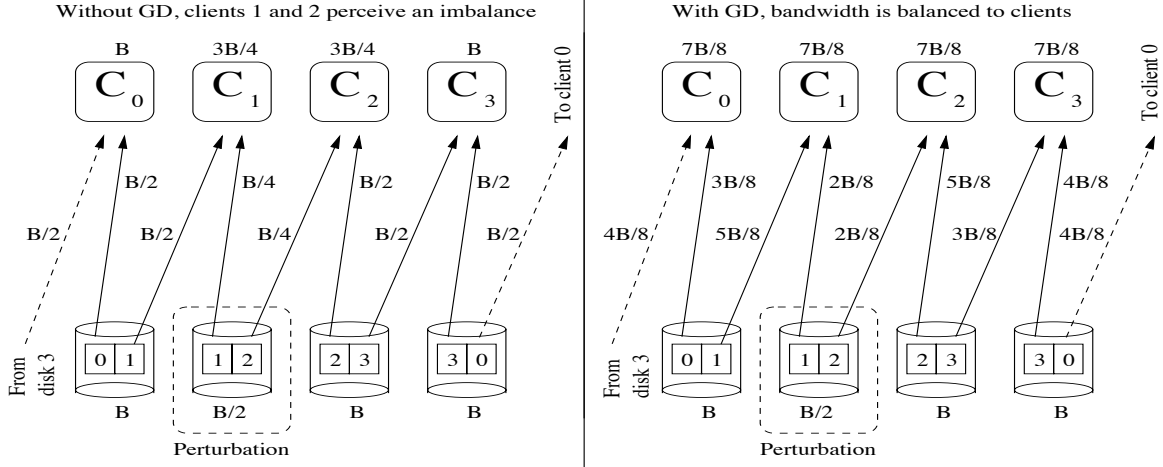 Without GD, clients 1 and 2 perceive an imbalance
B 3B/4 3B/4 B
C0 C1 C2 C3
To client 0
B/2 B/4 B/2 B/2
B/2 B/2 B/4 B/2 B/2
From disk 3
0 1 1 2 2 3 3 0
B B/2 B B
Perturbation
With GD, bandwidth is balanced to clients
7B/8 7B/8 7B/8 7B/8
C0 C1 C2 C3
To client 0
3B/8 2B/8 5B/8 4B/8
4B/8 5B/8 2B/8 3B/8 4B/8
From disk 3
0 1 1 2 2 3 3 0
B B/2 B B
Perturbation